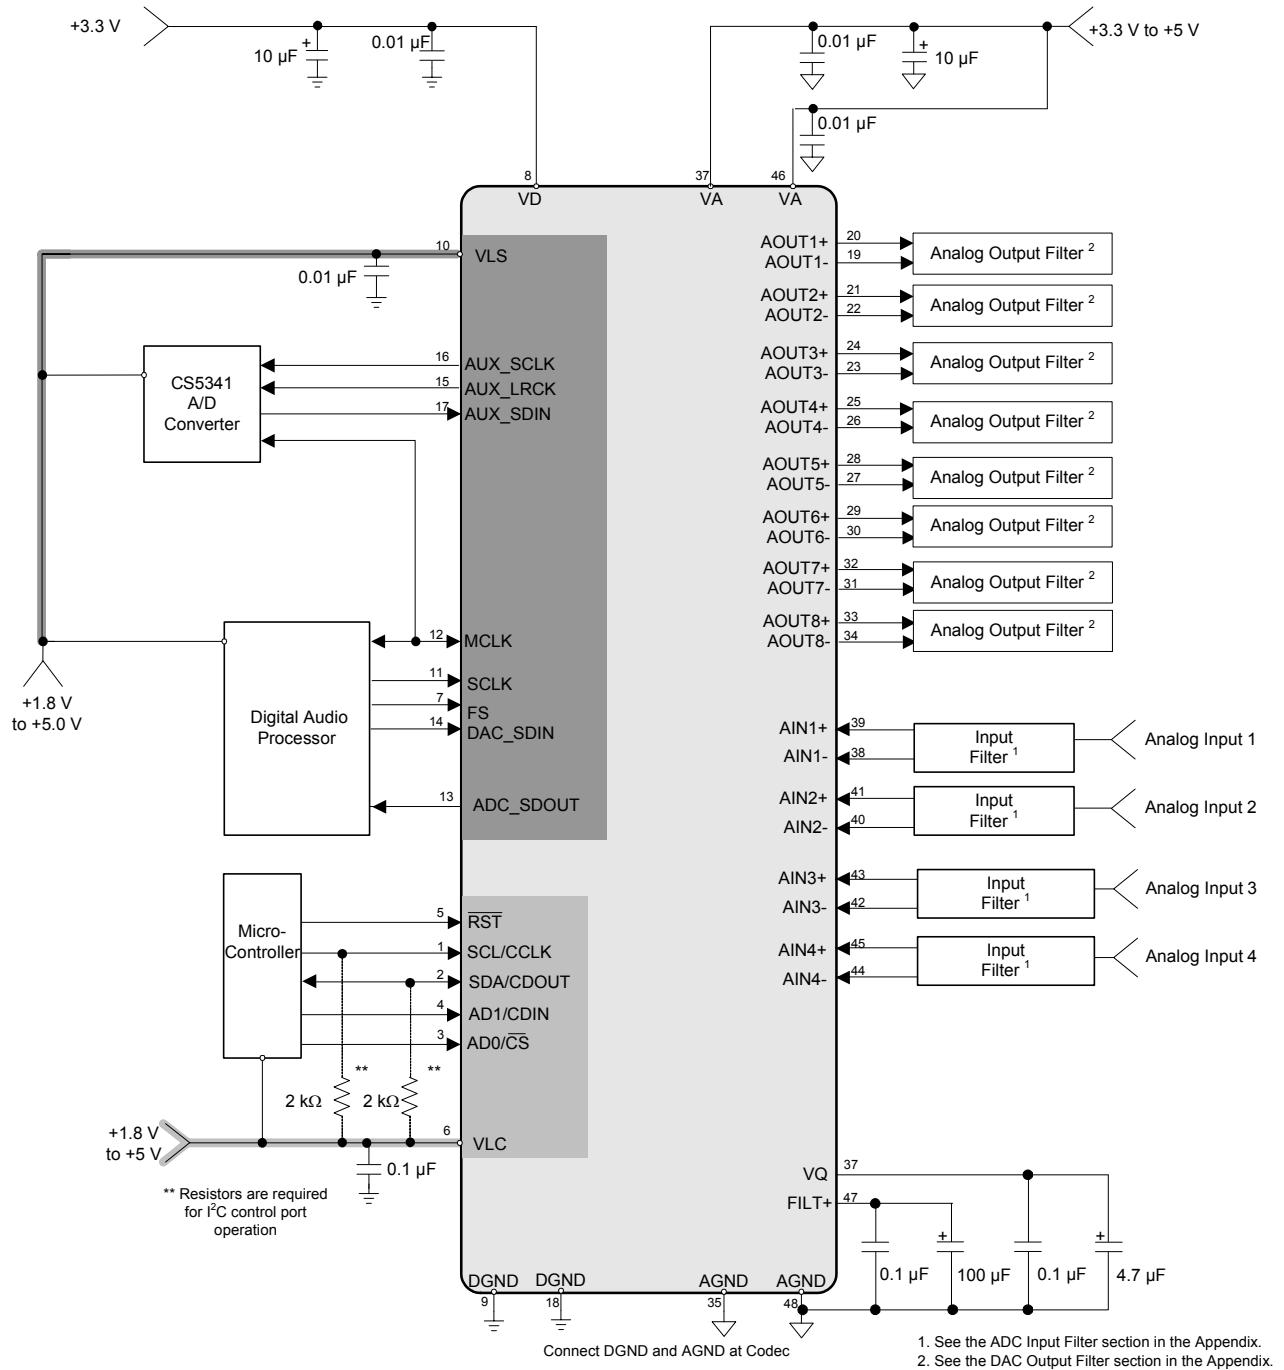 +3.3 V
10 µF
+
0.01 µF
0.01 µF
+
10 µF
+3.3 V to +5 V
0.01 µF
8
VD
37
VA
46
VA
10
VLS
0.01 µF
CS5341
A/D
Converter
16
AUX_SCLK
15
AUX_LRCK
17
AUX_SDIN
+1.8 V
to +5.0 V
Digital Audio
Processor
12
MCLK
11
SCLK
7
FS
14
DAC_SDIN
13
ADC_SDOUT
Micro-
Controller
5
RST
1
SCL/CCLK
2
SDA/CDOUT
4
AD1/CDIN
3
AD0/CS
**
**
2 kΩ
2 kΩ
+1.8 V
to +5 V
6
VLC
0.1 µF
** Resistors are required
for I²C control port
operation
AOUT1+
20
AOUT1-
19
Analog Output Filter ²
AOUT2+
21
AOUT2-
22
Analog Output Filter ²
AOUT3+
24
AOUT3-
23
Analog Output Filter ²
AOUT4+
25
AOUT4-
26
Analog Output Filter ²
AOUT5+
28
AOUT5-
27
Analog Output Filter ²
AOUT6+
29
AOUT6-
30
Analog Output Filter ²
AOUT7+
32
AOUT7-
31
Analog Output Filter ²
AOUT8+
33
AOUT8-
34
Analog Output Filter ²
AIN1+
39
AIN1-
38
Input
Filter ¹
Analog Input 1
AIN2+
41
AIN2-
40
Input
Filter ¹
Analog Input 2
AIN3+
43
AIN3-
42
Input
Filter ¹
Analog Input 3
AIN4+
45
AIN4-
44
Input
Filter ¹
Analog Input 4
VQ
37
FILT+
47
0.1 µF
+
100 µF
0.1 µF
+
4.7 µF
DGND
9
DGND
18
AGND
35
AGND
48
Connect DGND and AGND at Codec
1. See the ADC Input Filter section in the Appendix.
2. See the DAC Output Filter section in the Appendix.